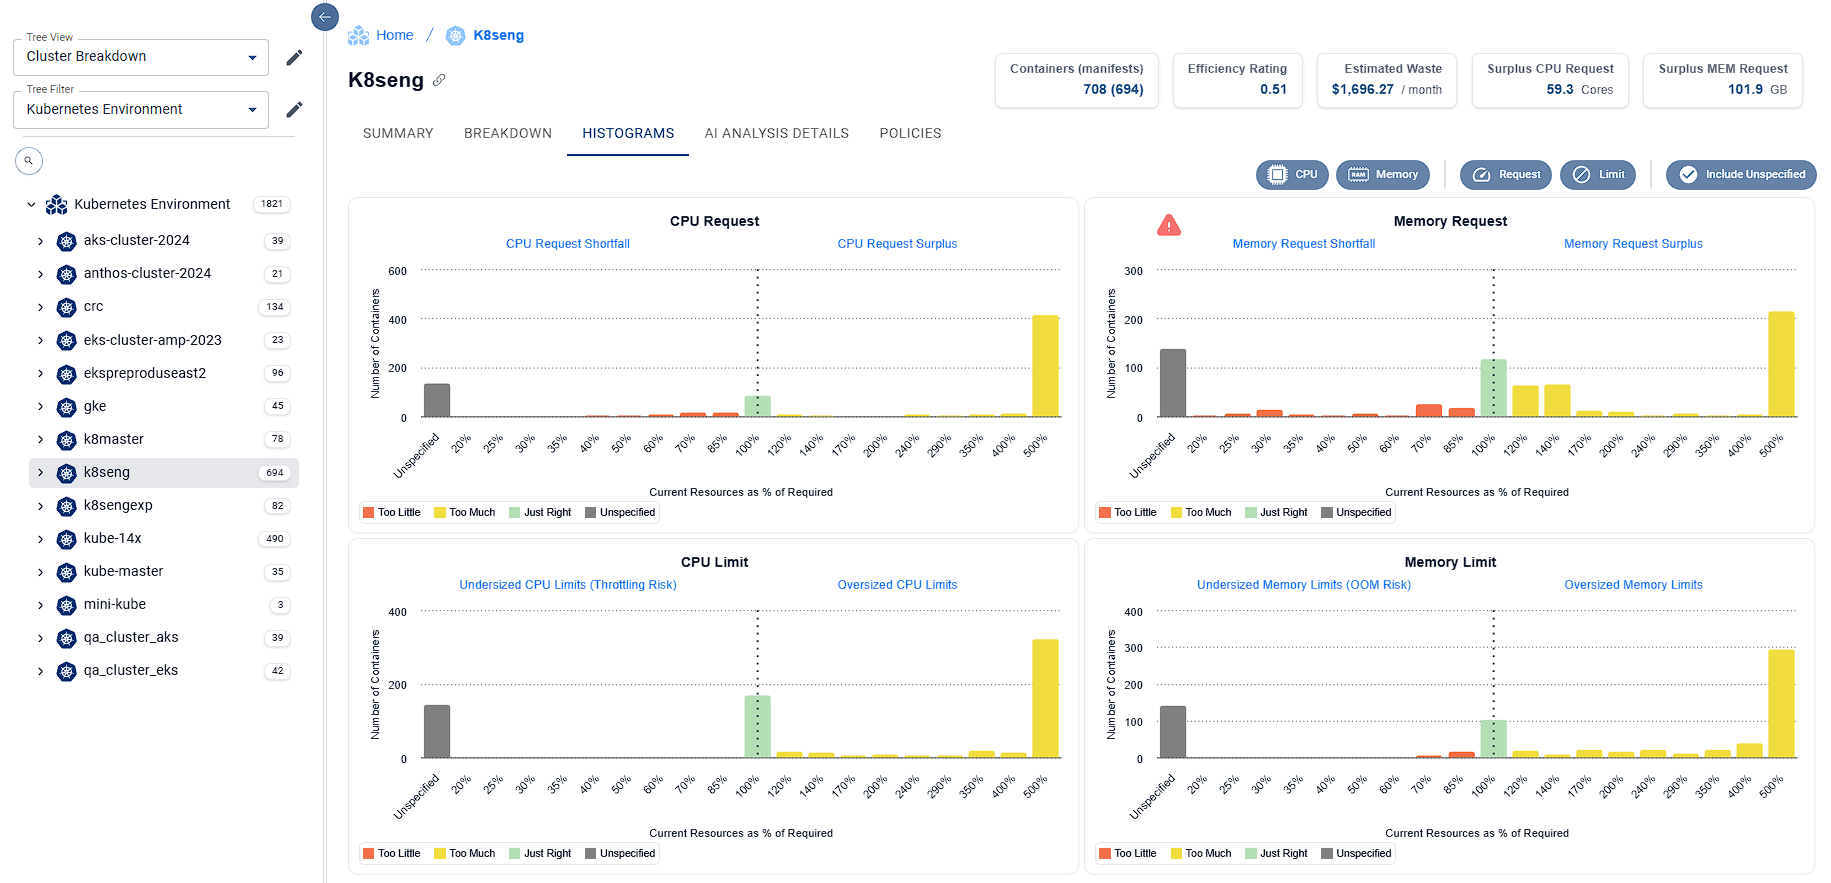 Tree View
Cluster Breakdown
Tree Filter
Kubernetes Environment
Kubernetes Environment 1821
aks-cluster-2024 39
anthos-cluster-2024 21
crc 134
eks-cluster-amp-2023 23
ekspreproduseast2 96
gke 45
k8master 78
k8seng 694
k8sengexp 82
kube-14x 490
kube-master 35
mini-kube 3
qa_cluster_aks 39
qa_cluster_eks 42
Home / K8seng
K8seng
Containers (manifests)
708 (694)
Efficiency Rating
0.51
Estimated Waste
$1,696.27 / month
Surplus CPU Request
59.3 Cores
Surplus MEM Request
101.9 GB
SUMMARY BREAKDOWN HISTOGRAMS AI ANALYSIS DETAILS POLICIES
CPU RAM Memory Request Limit Include Unspecified
CPU Request
CPU Request Shortfall CPU Request Surplus
Number of Containers
600
400
200
0
Unspecified 20% 25% 30% 35% 40% 50% 60% 70% 85% 100% 120% 140% 170% 200% 240% 290% 350% 400% 500%
Current Resources as % of Required
Too Little Too Much Just Right Unspecified
Memory Request
Memory Request Shortfall Memory Request Surplus
Number of Containers
300
200
100
0
Unspecified 20% 25% 30% 35% 40% 50% 60% 70% 85% 100% 120% 140% 170% 200% 240% 290% 350% 400% 500%
Current Resources as % of Required
Too Little Too Much Just Right Unspecified
CPU Limit
Undersized CPU Limits (Throttling Risk) Oversized CPU Limits
Number of Containers
400
200
0
Unspecified 20% 25% 30% 35% 40% 50% 60% 70% 85% 100% 120% 140% 170% 200% 240% 290% 350% 400% 500%
Current Resources as % of Required
Too Little Too Much Just Right Unspecified
Memory Limit
Undersized Memory Limits (OOM Risk) Oversized Memory Limits
Number of Containers
400
300
200
100
0
Unspecified 20% 25% 30% 35% 40% 50% 60% 70% 85% 100% 120% 140% 170% 200% 240% 290% 350% 400% 500%
Current Resources as % of Required
Too Little Too Much Just Right Unspecified